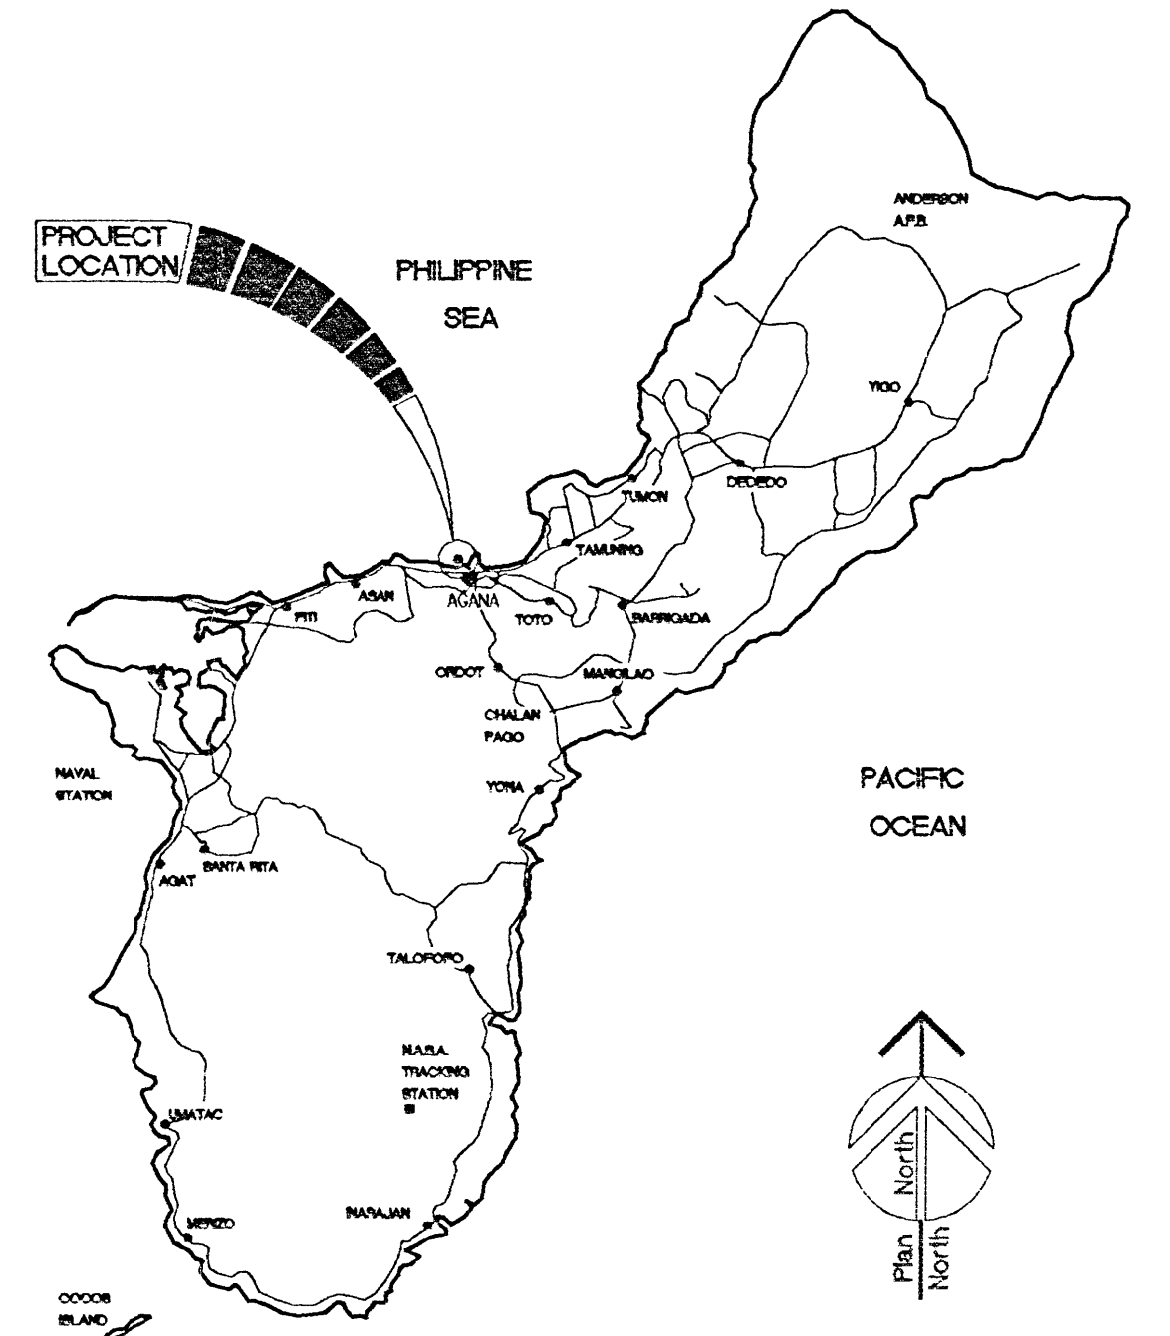 ANDERSON
A.F.B.
PROJECT
LOCATION
PHILIPPINE
SEA
YIGO
DEDEDO
TUMON
TAMUNING
ASAN
AGANA
PITI
TOTO
BARRIGADA
ORDOT
MANGILAO
CHALAN
PAGO
NAVAL
STATION
YONA
PACIFIC
OCEAN
SANTA RITA
AGAT
TALOFOFO
N.A.S.A.
TRACKING
STATION
UMATAC
INARAJAN
MERIZO
COCOS
ISLAND
North
Plan
North